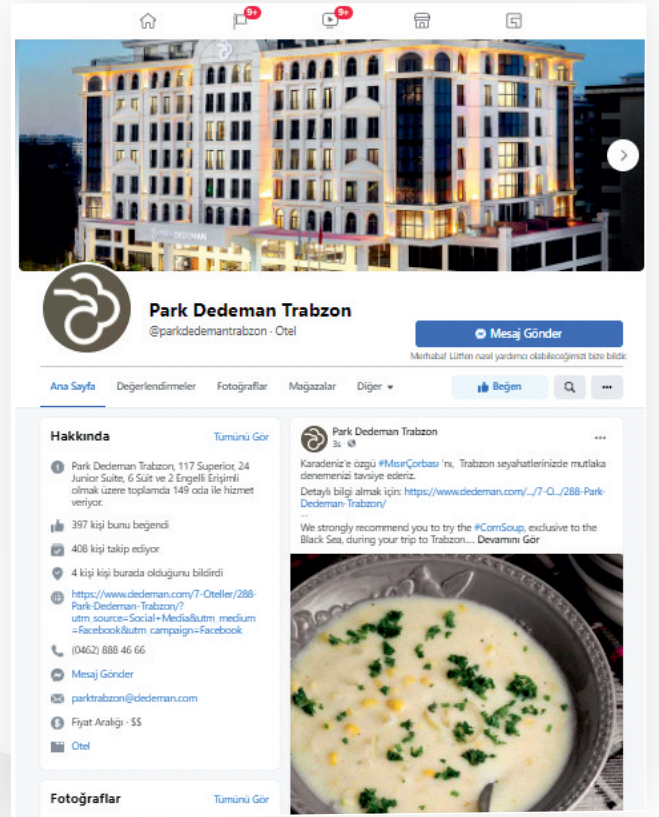 9+
9+
DEDEMAN
Park Dedeman Trabzon
@parkdedemantrabzon · Otel
Mesaj Gönder
Merhaba! Lütfen nasıl yardımcı olabileceğimizi bize bildir.
Ana Sayfa Değerlendirmeler Fotoğraflar Mağazalar Diğer
Beğen
Hakkında Tümünü Gör
Park Dedeman Trabzon, 117 Superior, 24
Junior Suite, 6 Süit ve 2 Engelli Erişimli
olmak üzere toplamda 149 oda ile hizmet
veriyor.
397 kişi bunu beğendi
408 kişi takip ediyor
4 kişi kişi burada olduğunu bildirdi
https://www.dedeman.com/7-Oteller/288-
Park-Dedeman-Trabzon/?
utm_source=Social+Media&utm_medium
=Facebook&utm_campaign=Facebook
(0462) 888 46 66
Mesaj Gönder
parktrabzon@dedeman.com
Fiyat Aralığı · $$
Otel
Fotoğraflar Tümünü Gör
Park Dedeman Trabzon
3s
Karadeniz'e özgü #MısırÇorbası 'nı, Trabzon seyahatlerinizde mutlaka
denemenizi tavsiye ederiz.
Detaylı bilgi almak için: https://www.dedeman.com/.../7-O.../288-Park-
Dedeman-Trabzon/
...
We strongly recommend you to try the #CornSoup, exclusive to the
Black Sea, during your trip to Trabzon.... Devamını Gör